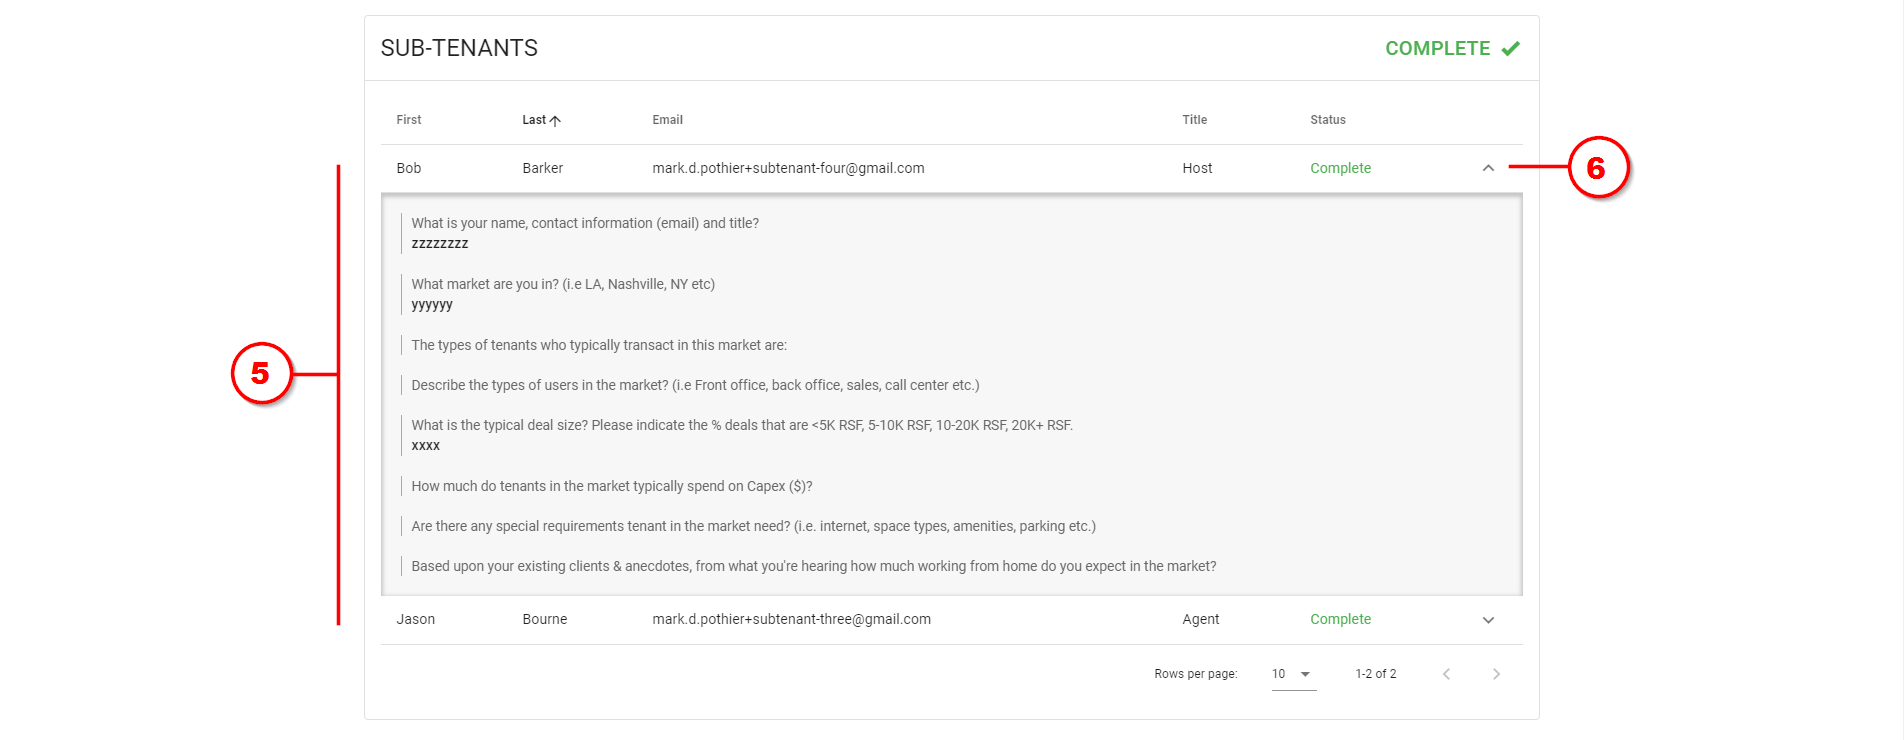 SUB-TENANTS COMPLETE
First Last Email Title Status
Bob Barker mark.d.pothier+subtenant-four@gmail.com Host Complete
6
What is your name, contact information (email) and title?
zzzzzzzz
What market are you in? (i.e LA, Nashville, NY etc)
yyyyyy
The types of tenants who typically transact in this market are:
5
Describe the types of users in the market? (i.e Front office, back office, sales, call center etc.)
What is the typical deal size? Please indicate the % deals that are <5K RSF, 5-10K RSF, 10-20K RSF, 20K+ RSF.
xxxx
How much do tenants in the market typically spend on Capex ($)?
Are there any special requirements tenant in the market need? (i.e. internet, space types, amenities, parking etc.)
Based upon your existing clients & anecdotes, from what you're hearing how much working from home do you expect in the market?
Jason Bourne mark.d.pothier+subtenant-three@gmail.com Agent Complete
Rows per page: 10 1-2 of 2